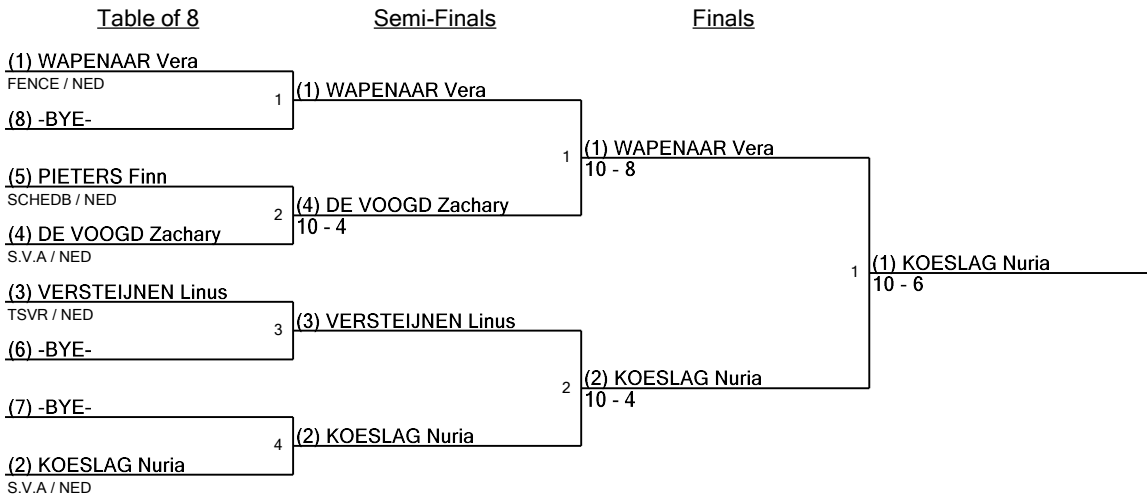 Table of 8
Semi-Finals
Finals
(1) WAPENAAR Vera
FENCE / NED
(8) -BYE-
(5) PIETERS Finn
SCHEDB / NED
(4) DE VOOGD Zachary
S.V.A / NED
(3) VERSTEIJNEN Linus
TSVR / NED
(6) -BYE-
(7) -BYE-
(2) KOESLAG Nuria
S.V.A / NED
1
(1) WAPENAAR Vera
2
(4) DE VOOGD Zachary
10 - 4
3
(3) VERSTEIJNEN Linus
4
(2) KOESLAG Nuria
1
(1) WAPENAAR Vera
10 - 8
2
(2) KOESLAG Nuria
10 - 4
1
(1) KOESLAG Nuria
10 - 6